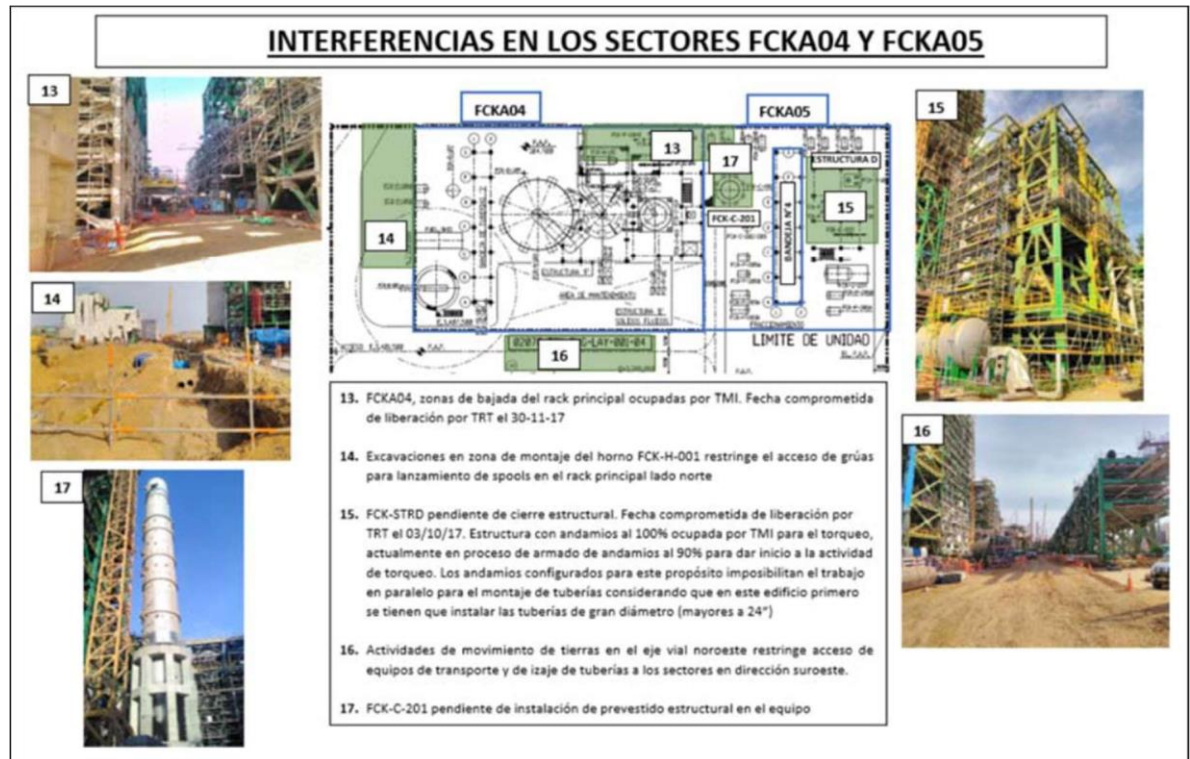 INTERFERENCIAS EN LOS SECTORES FCKA04 Y FCKA05
13
FCKA04
FCKA05
15
13
17
ESTRUCTURA D
14
15
FCK-C-201
BANDEJA N°4
14
ESTRUCTURA
AREA DE MANTENIMIENTO
ESTRUCTURA
SOLIDOS FLUIDOS
FRACCIONAMIENTO
LIMITE DE UNIDAD
16
17
16
13. FCKA04, zonas de bajada del rack principal ocupadas por TMI. Fecha comprometida
de liberación por TRT el 30-11-17
14. Excavaciones en zona de montaje del horno FCK-H-001 restringe el acceso de grúas
para lanzamiento de spools en el rack principal lado norte
15. FCK-STRD pendiente de cierre estructural. Fecha comprometida de liberación por
TRT el 03/10/17. Estructura con andamios al 100% ocupada por TMI para el torqueo,
actualmente en proceso de armado de andamios al 90% para dar inicio a la actividad
de torqueo. Los andamios configurados para este propósito imposibilitan el trabajo
en paralelo para el montaje de tuberías considerando que en este edificio primero
se tienen que instalar las tuberías de gran diámetro (mayores a 24”)
16. Actividades de movimiento de tierras en el eje vial noroeste restringe acceso de
equipos de transporte y de izaje de tuberías a los sectores en dirección suroeste.
17. FCK-C-201 pendiente de instalación de prevestido estructural en el equipo